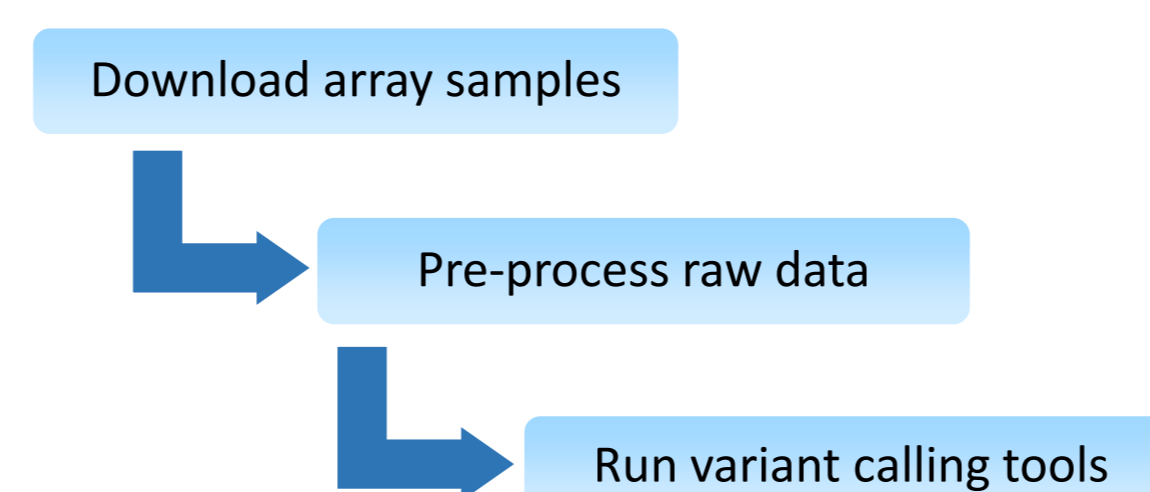 Download array samples
Pre-process raw data
Run variant calling tools